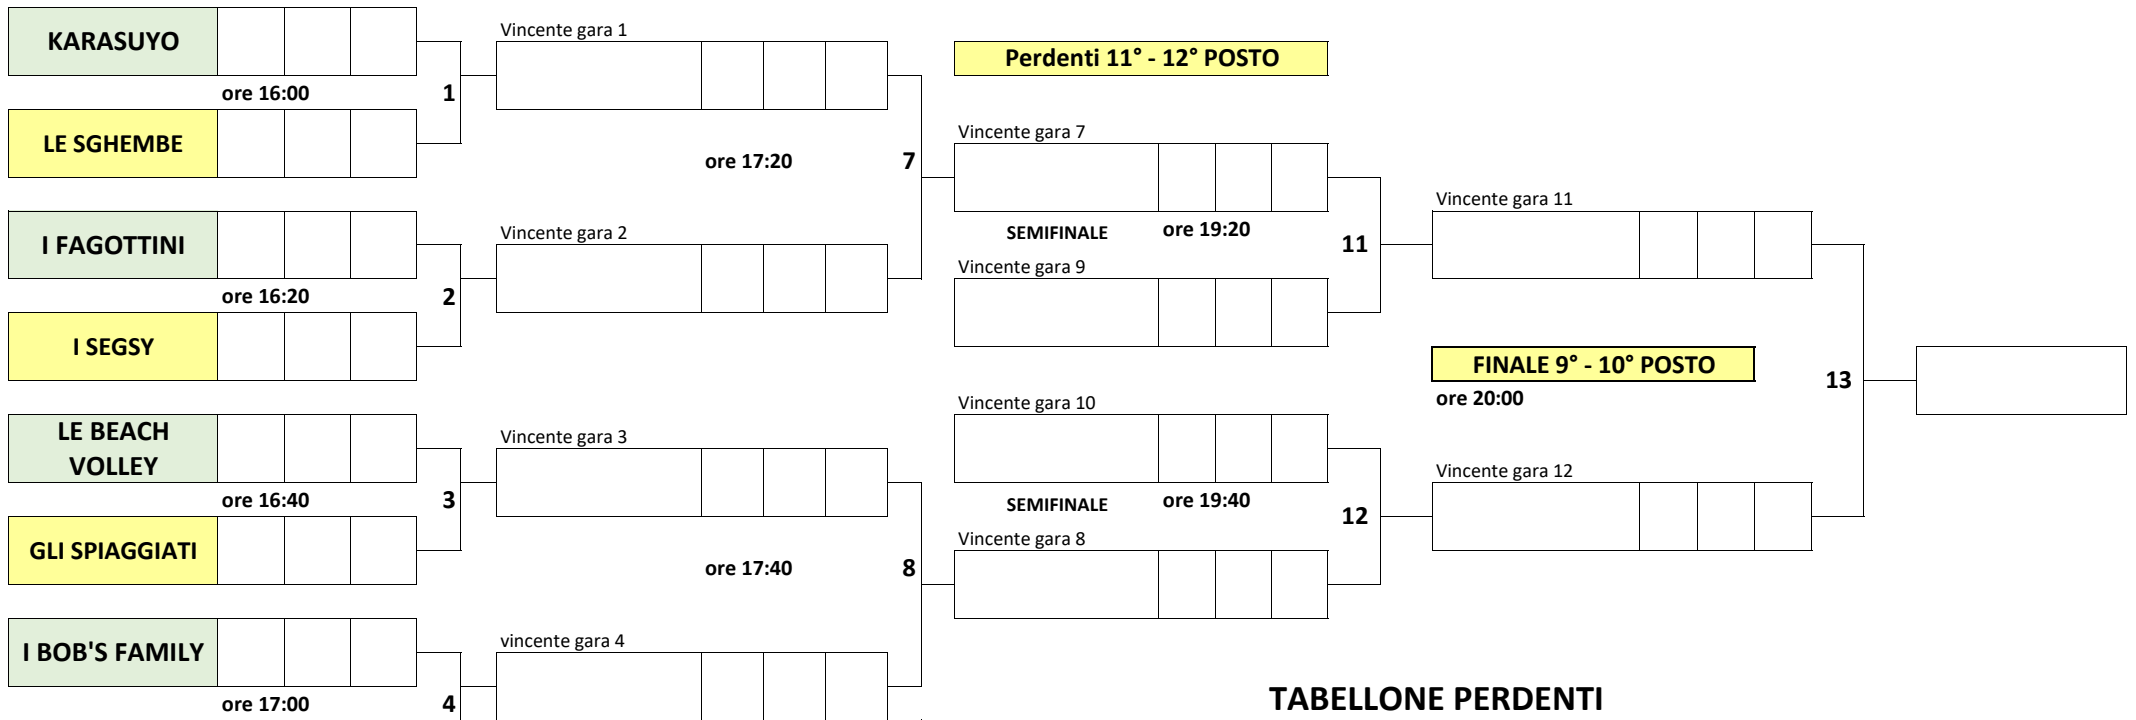 KARASUYO
ore 16:00
1
LE SGHEMBE
I FAGOTTINI
ore 16:20
2
I SEGSY
LE BEACH
VOLLEY
ore 16:40
3
GLI SPIAGGIATI
I BOB'S FAMILY
ore 17:00
4
Vincente gara 1
ore 17:20
7
Vincente gara 2
Vincente gara 3
ore 17:40
8
vincente gara 4
Perdenti 11° - 12° POSTO
Vincente gara 7
SEMIFINALE
ore 19:20
11
Vincente gara 9
Vincente gara 10
SEMIFINALE
ore 19:40
12
Vincente gara 8
Vincente gara 11
FINALE 9° - 10° POSTO
ore 20:00
13
Vincente gara 12
TABELLONE PERDENTI